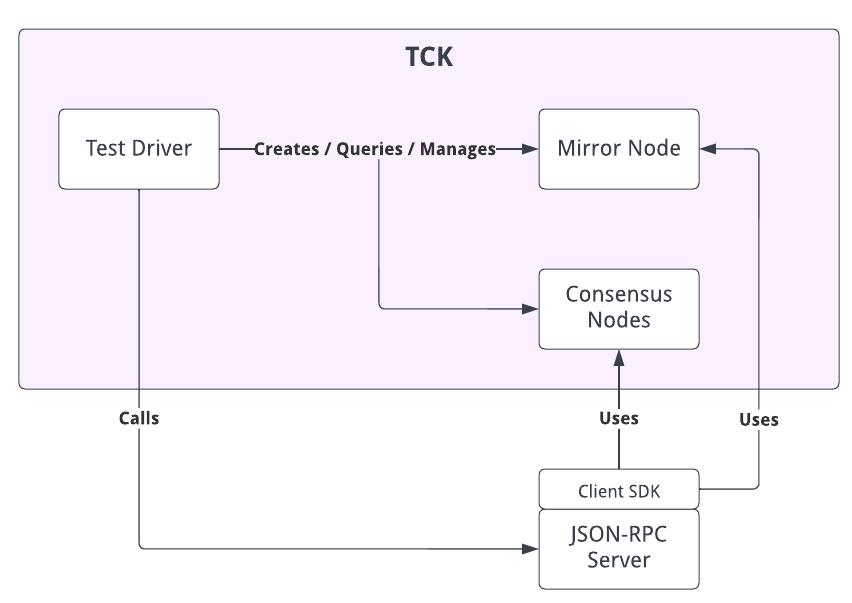 TCK
Test Driver
Creates / Queries / Manages
Mirror Node
Consensus
Nodes
Calls
Uses
Uses
Client SDK
JSON-RPC
Server